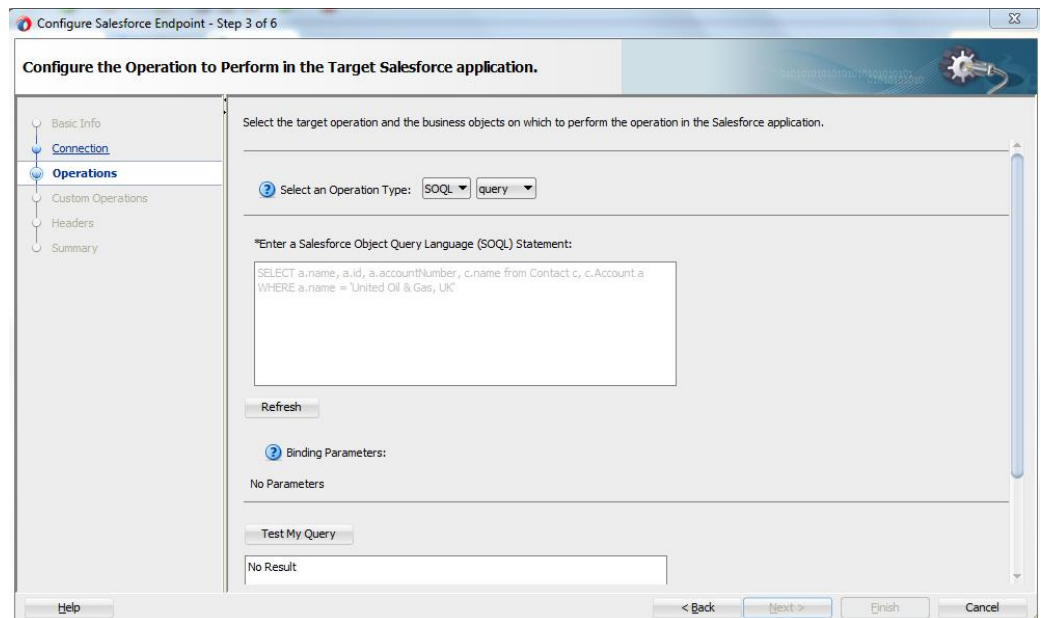 Configure Salesforce Endpoint - Step 3 of 6
Configure the Operation to Perform in the Target Salesforce application.
Basic Info
Connection
Operations
Custom Operations
Headers
Summary
Select the target operation and the business objects on which to perform the operation in the Salesforce application.
Select an Operation Type: SOQL query
*Enter a Salesforce Object Query Language (SOQL) Statement:
SELECT a.name, a.id, a.accountNumber, c.name from Contact c, c.Account a
WHERE a.name = 'United Oil & Gas, UK'
Refresh
Binding Parameters:
No Parameters
Test My Query
No Result
Help < Back Next > Finish Cancel